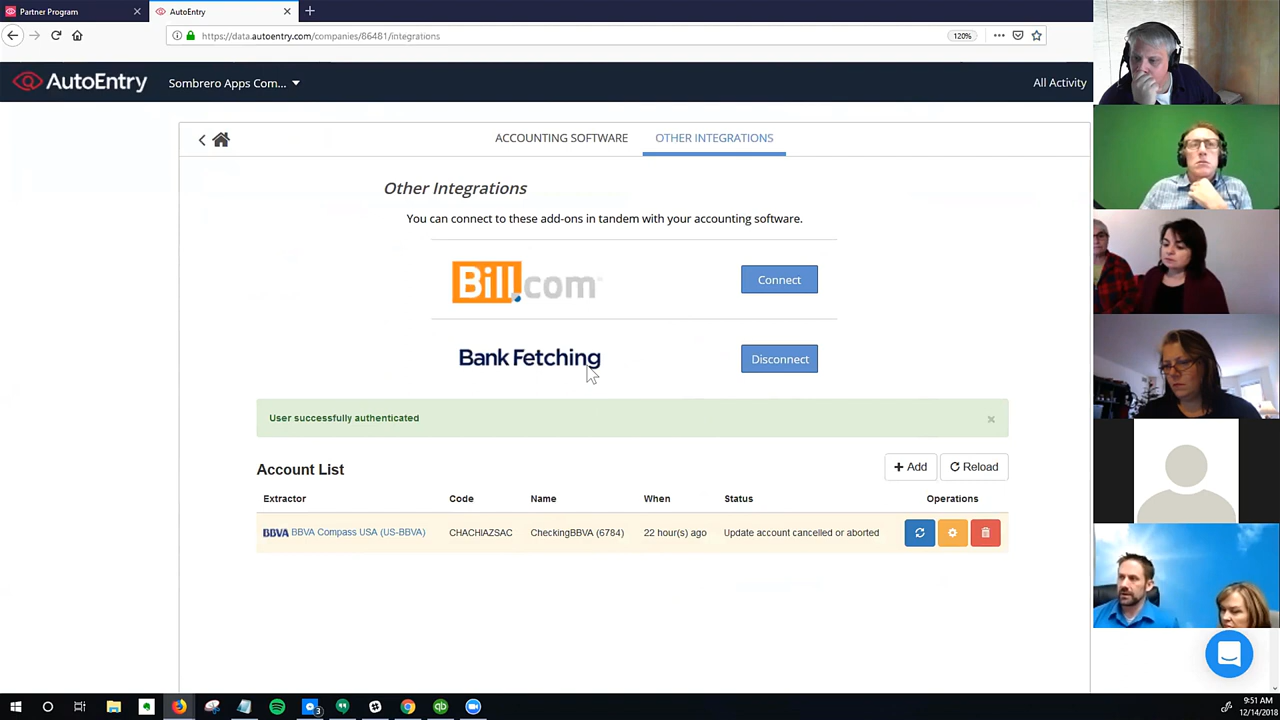 Partner Program
AutoEntry
https://data.autoentry.com/companies/86481/integrations
120%
AutoEntry
Sombrero Apps Com...
All Activity
ACCOUNTING SOFTWARE
OTHER INTEGRATIONS
Other Integrations
You can connect to these add-ons in tandem with your accounting software.
Bill.com
Connect
Bank Fetching
Disconnect
User successfully authenticated
Account List
Add
Reload
Extractor Code Name When Status Operations
BBVA BBVA Compass USA (US-BBVA) CHACHIAZSAC CheckingBBVA (6784) 22 hour(s) ago Update account cancelled or aborted
3
qb
9:51 AM
12/14/2018